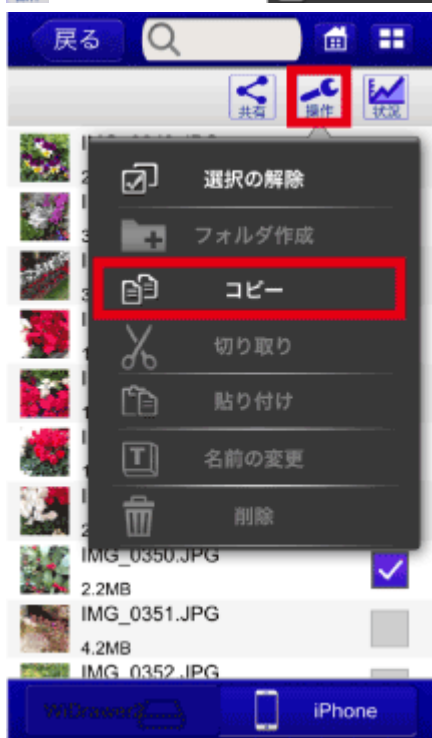 戻る
共有
操作
状況
選択の解除
フォルダ作成
コピー
切り取り
貼り付け
名前の変更
削除
IMG_0350.JPG
2.2MB
IMG_0351.JPG
4.2MB
IMG_0352.JPG
iPhone